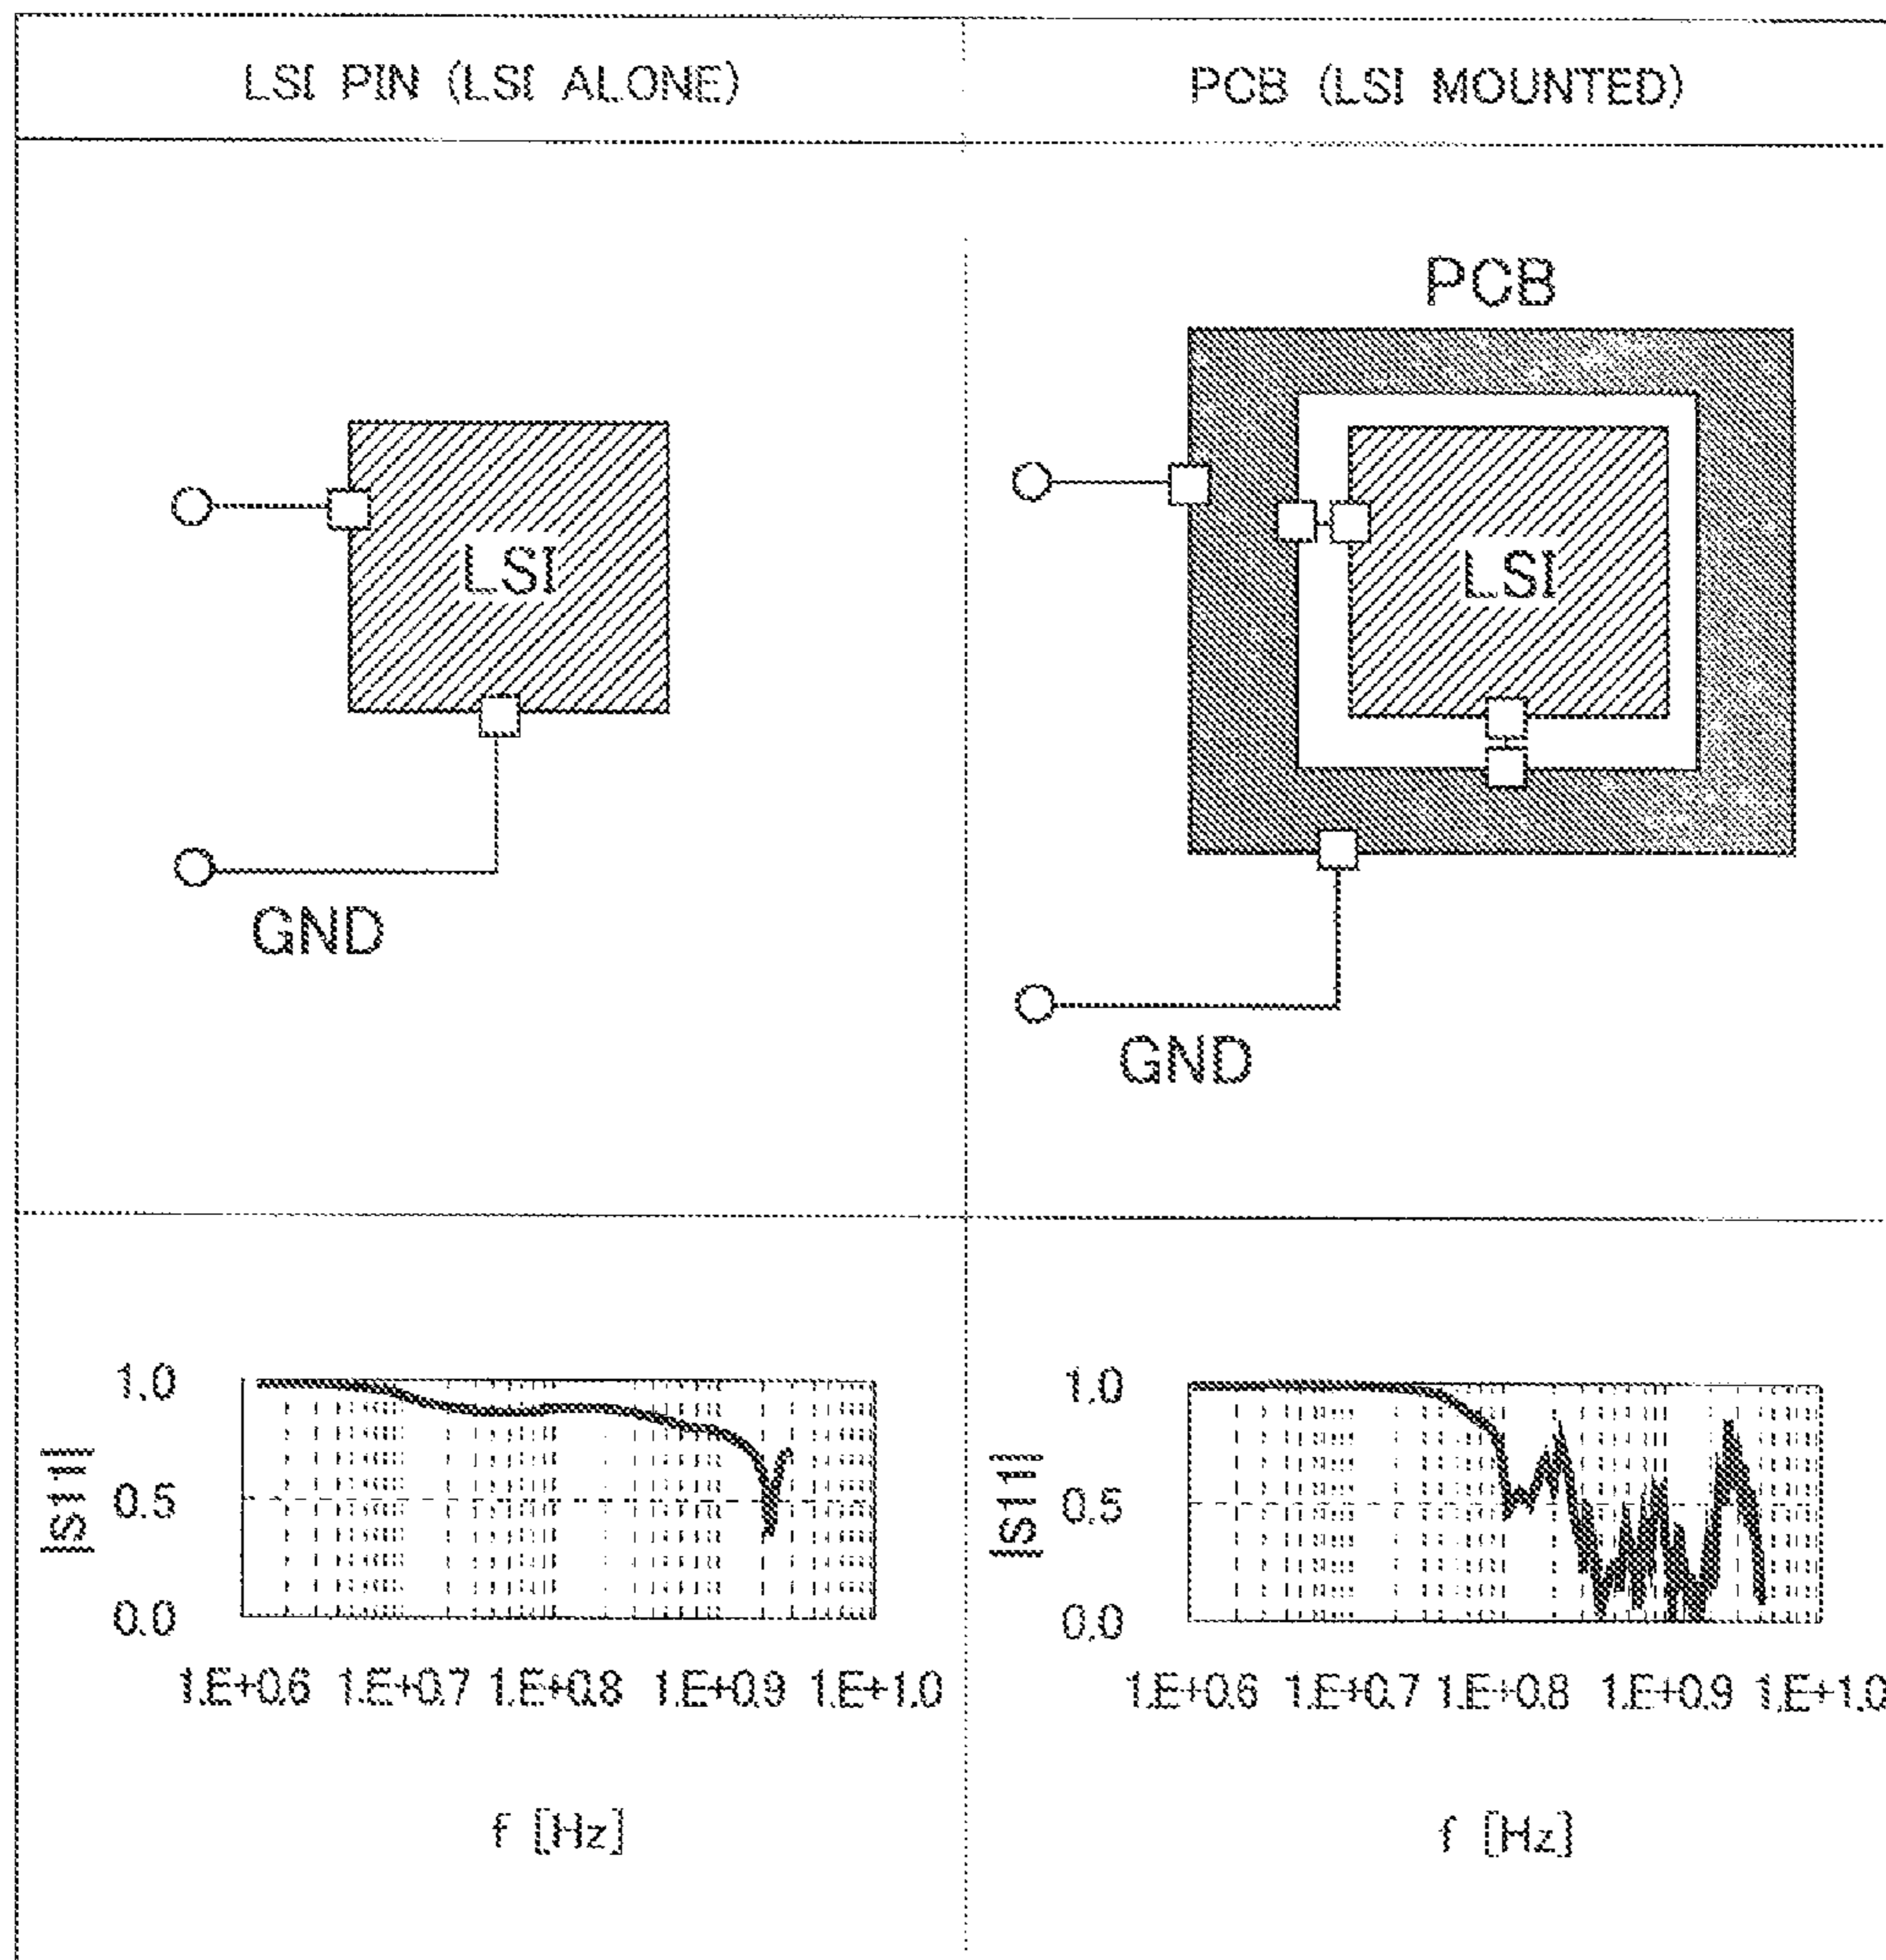 LSI PIN (LSI ALONE)
PCB (LSI MOUNTED)
LSI
GND
PCB
LSI
GND
|S11|
1.0
0.5
0.0
1.E+0.6 1.E+0.7 1.E+0.8 1.E+0.9 1.E+1.0
f [Hz]
|S11|
1.0
0.5
0.0
1.E+0.6 1.E+0.7 1.E+0.8 1.E+0.9 1.E+1.0
f [Hz]